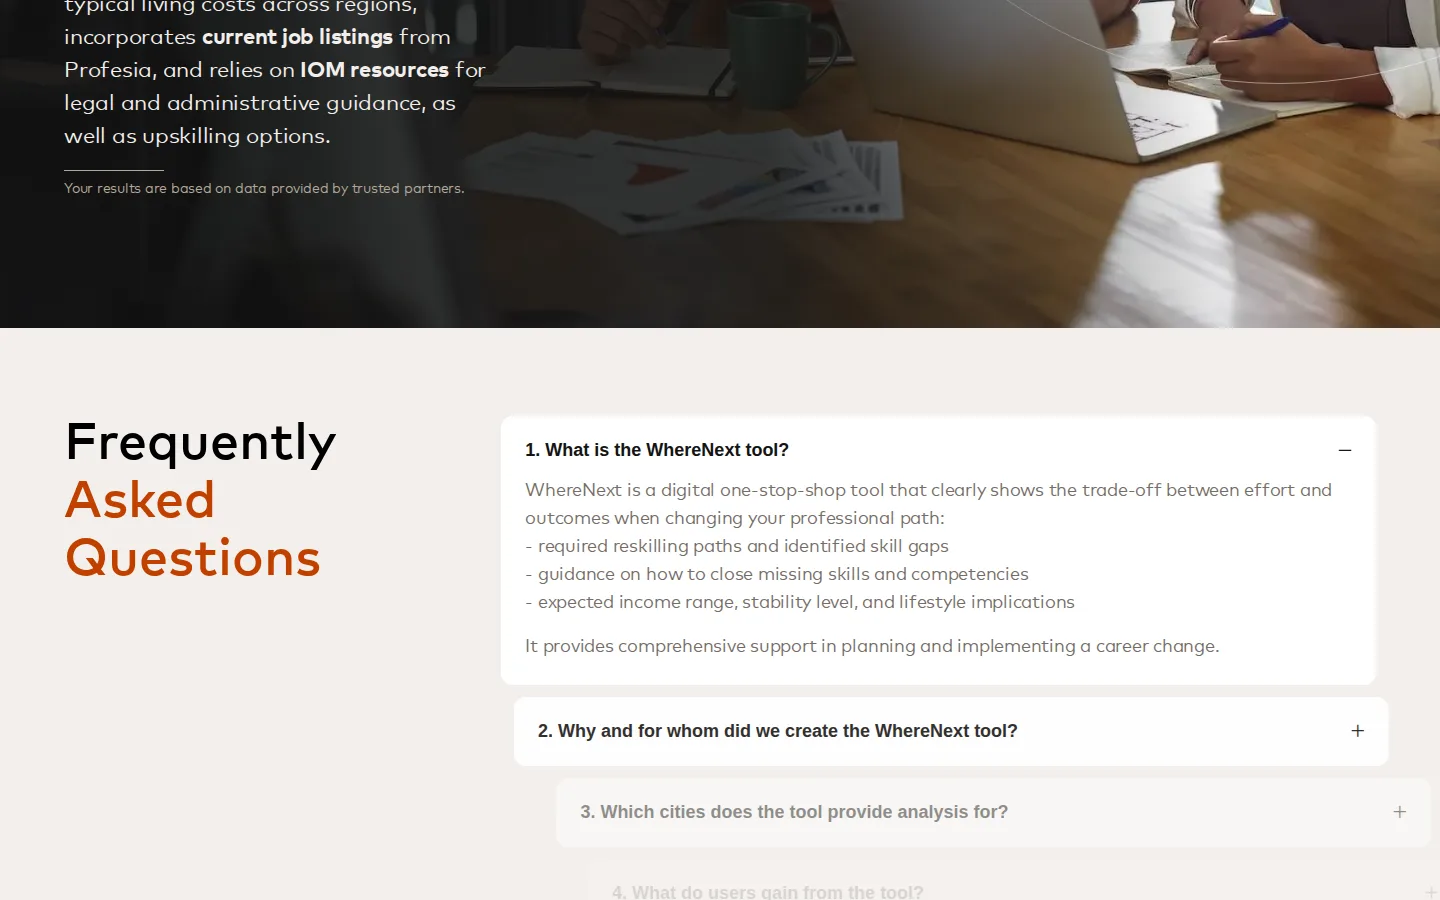 typical living costs across regions,
incorporates current job listings from
Profesia, and relies on IOM resources for
legal and administrative guidance, as
well as upskilling options.
Your results are based on data provided by trusted partners.
Frequently
Asked
Questions
1. What is the WhereNext tool?
WhereNext is a digital one-stop-shop tool that clearly shows the trade-off between effort and
outcomes when changing your professional path:
- required reskilling paths and identified skill gaps
- guidance on how to close missing skills and competencies
- expected income range, stability level, and lifestyle implications
It provides comprehensive support in planning and implementing a career change.
2. Why and for whom did we create the WhereNext tool?
3. Which cities does the tool provide analysis for?
4. What do users gain from the tool?